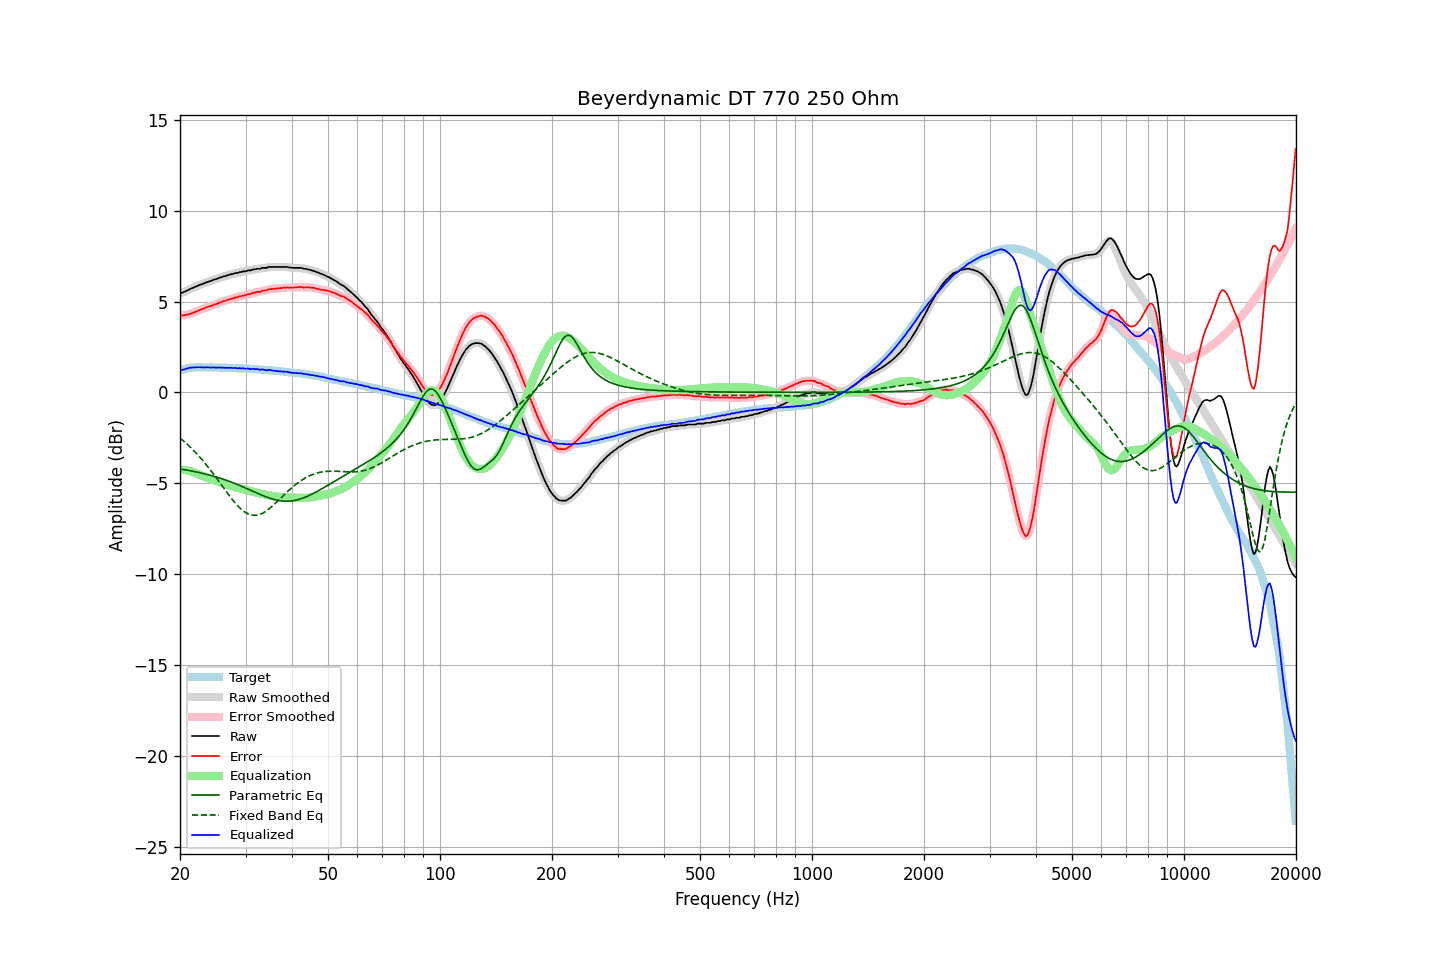 Beyerdynamic DT 770 250 Ohm
Amplitude (dBr)
15
10
5
0
−5
−10
−15
−20
−25
Target
Raw Smoothed
Error Smoothed
Raw
Error
Equalization
Parametric Eq
Fixed Band Eq
Equalized
20 50 100 200 500 1000 2000 5000 10000 20000
Frequency (Hz)